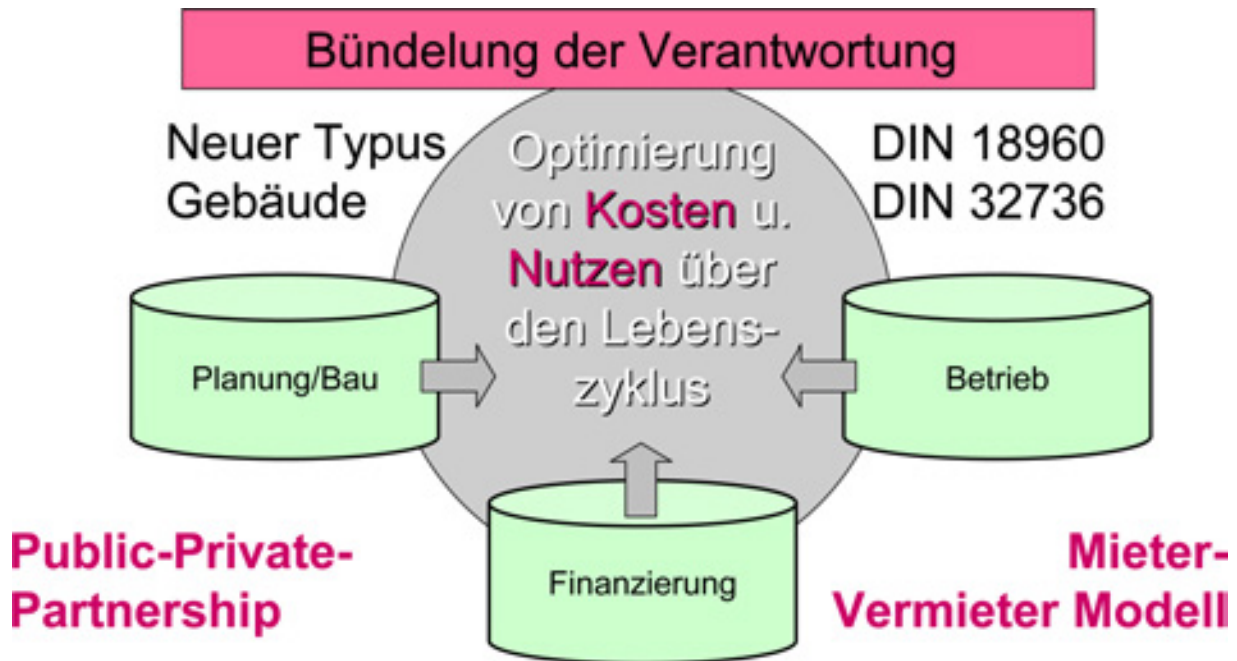 Bündelung der Verantwortung
Neuer Typus
Gebäude
Optimierung
von Kosten u.
Nutzen über
den Lebens-
zyklus
DIN 18960
DIN 32736
Planung/Bau
Betrieb
Finanzierung
Public-Private-
Partnership
Mieter-
Vermieter Modell